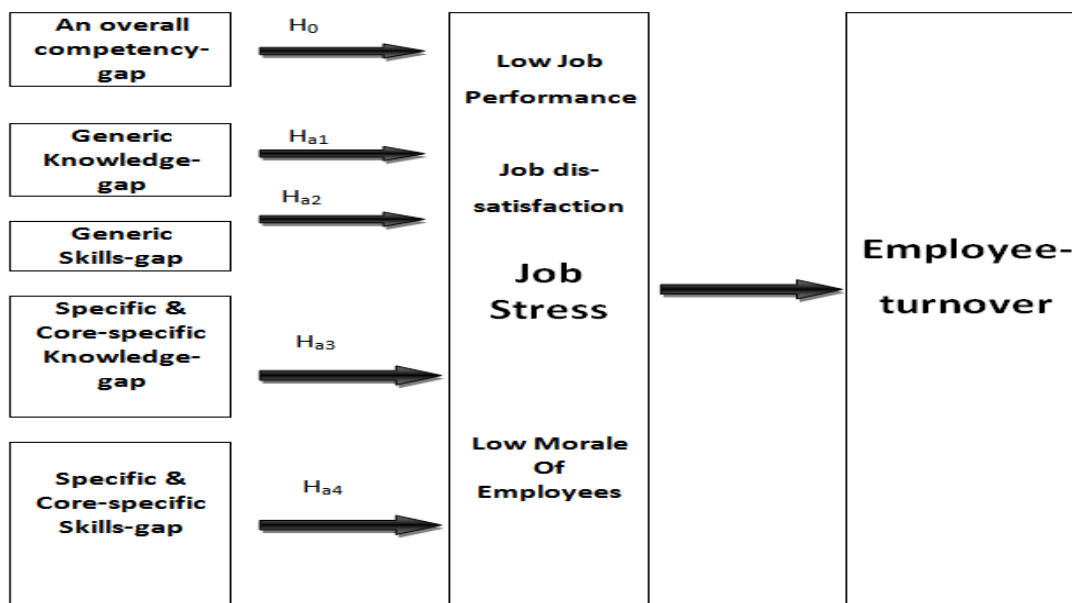 An overall
competency-
gap
H0
Generic
Knowledge-
gap
Ha1
Generic
Skills-gap
Ha2
Specific &
Core-specific
Knowledge-
gap
Ha3
Specific &
Core-specific
Skills-gap
Ha4
Low Job
Performance
Job dis-
satisfaction
Job
Stress
Low Morale
Of
Employees
Employee-
turnover